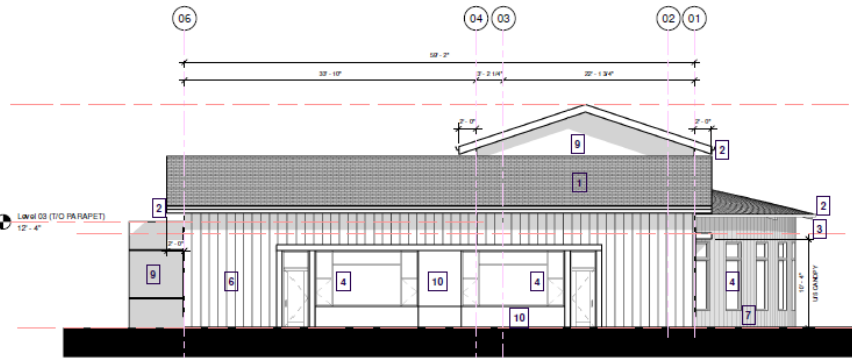 06 04 03 02 01
59' - 2"
33' - 10" 3' - 2 1/4" 22' - 1 3/4"
2' - 0" 2' - 0"
9 2
1
2 2
Level 03 (T/O PARAPET)
12' - 4"
3
2' - 0"
9 6 4 10 4 4
10' - 4"
U/S CANOPY
10 7